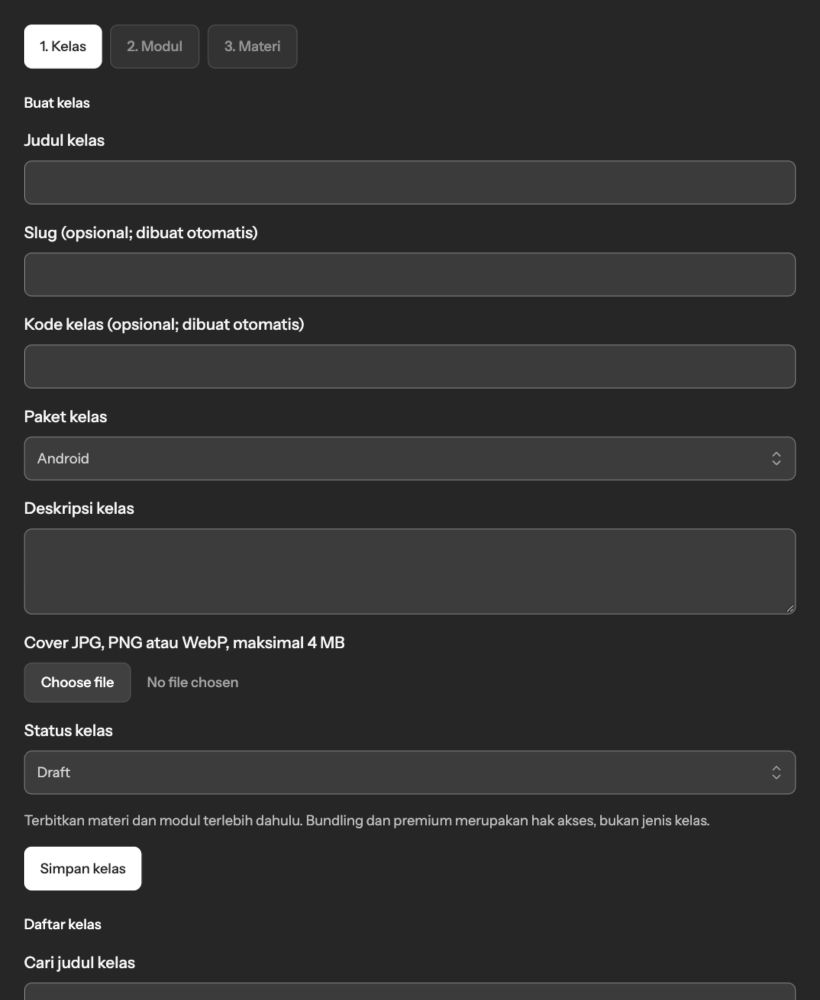 1. Kelas 2. Modul 3. Materi
Buat kelas
Judul kelas
Slug (opsional; dibuat otomatis)
Kode kelas (opsional; dibuat otomatis)
Paket kelas
Android
Deskripsi kelas
Cover JPG, PNG atau WebP, maksimal 4 MB
Choose file No file chosen
Status kelas
Draft
Terbitkan materi dan modul terlebih dahulu. Bundling dan premium merupakan hak akses, bukan jenis kelas.
Simpan kelas
Daftar kelas
Cari judul kelas